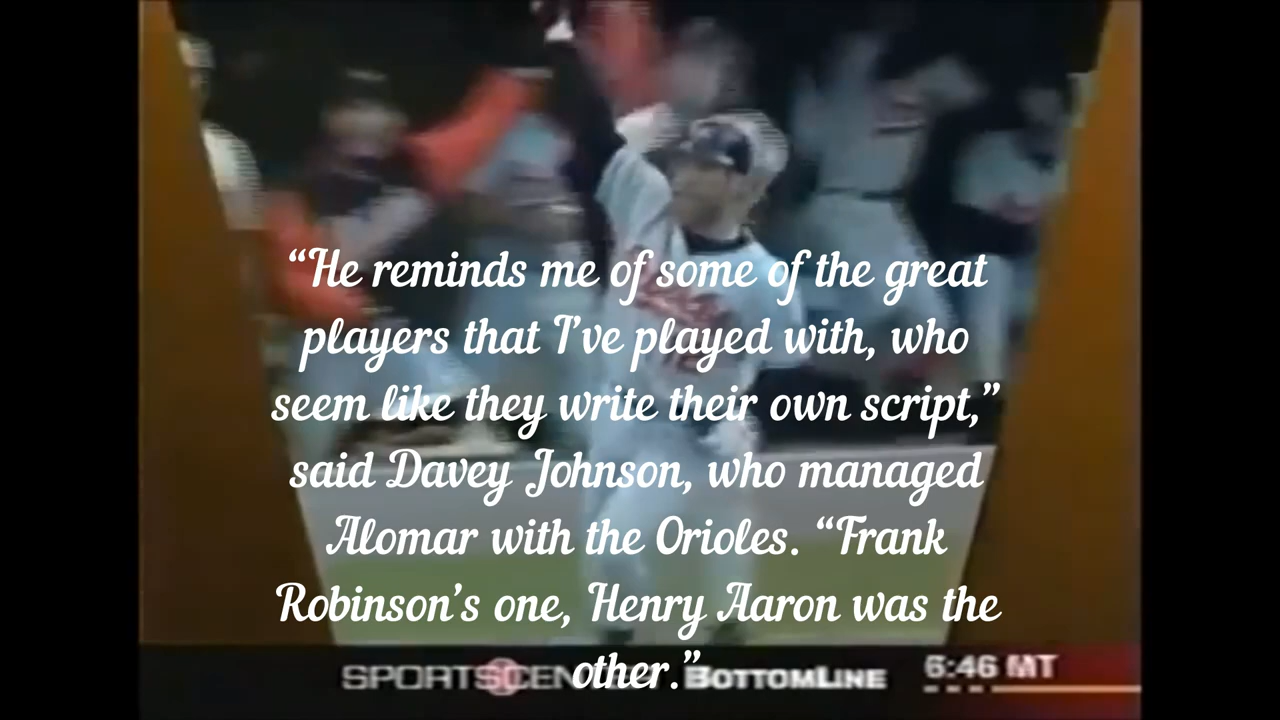 “He reminds me of some of the great
players that I’ve played with, who
seem like they write their own script,”
said Davey Johnson, who managed
Alomar with the Orioles. “Frank
Robinson’s one, Henry Aaron was the
other.”
SPORTSCEN BOTTOMLINE
6:46 MT